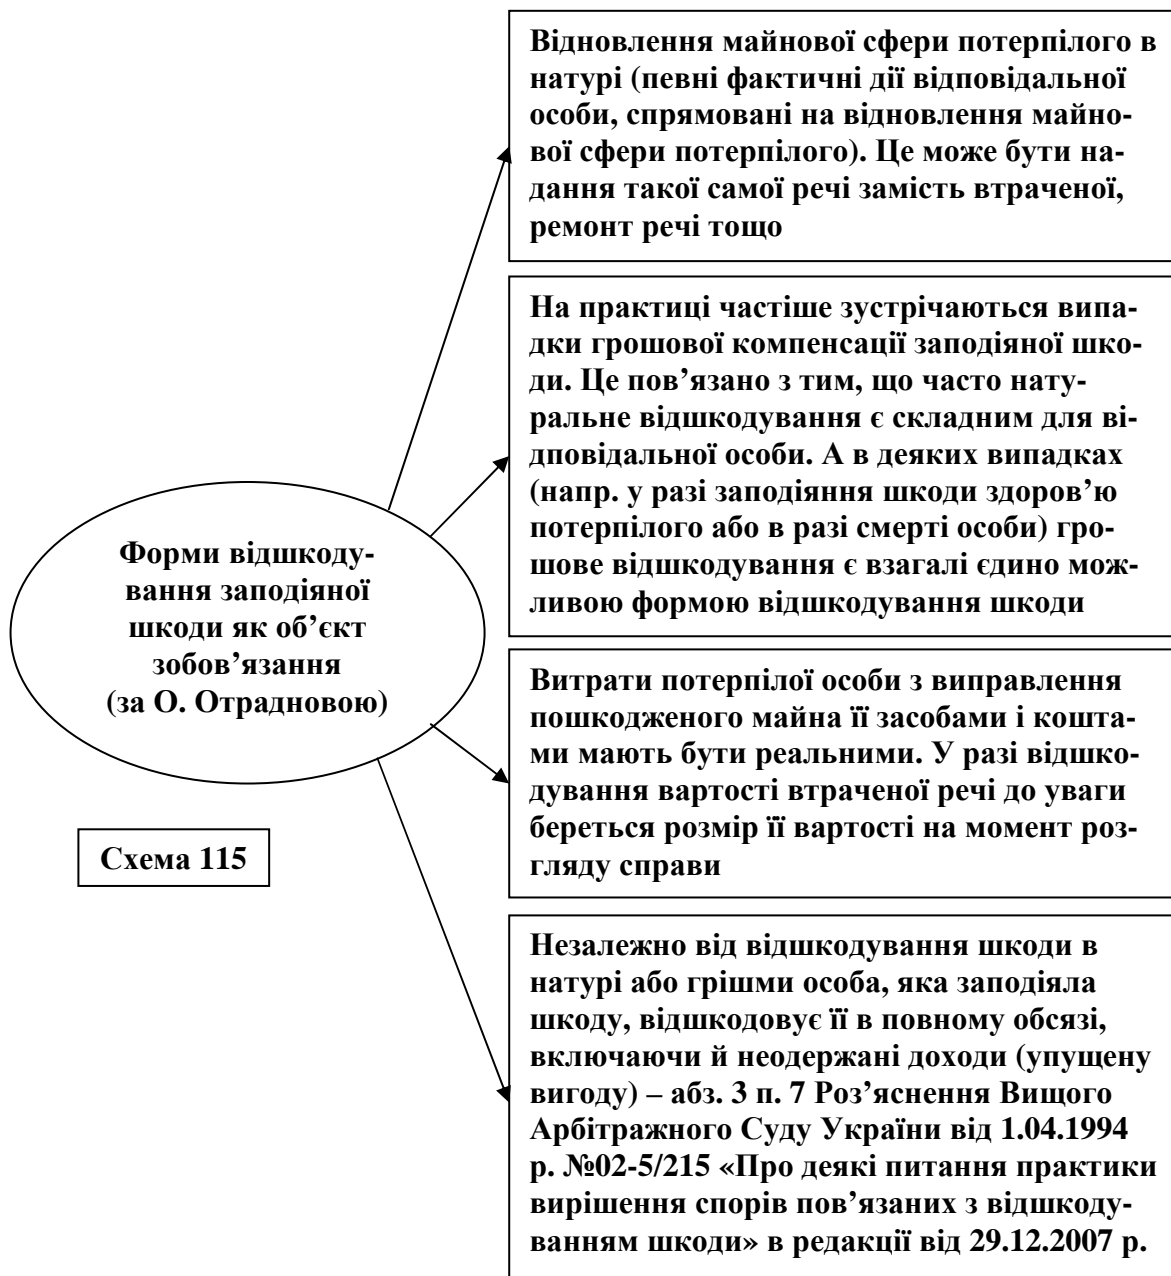 Відновлення майнової сфери потерпілого в
натурі (певні фактичні дії відповідальної
особи, спрямовані на відновлення майно-
вої сфери потерпілого). Це може бути на-
дання такої самої речі замість втраченої,
ремонт речі тощо
На практиці частіше зустрічаються випа-
дки грошової компенсації заподіяної шко-
ди. Це пов’язано з тим, що часто нату-
ральне відшкодування є складним для ві-
дповідальної особи. А в деяких випадках
(напр. у разі заподіяння шкоди здоров’ю
потерпілого або в разі смерті особи) гро-
шове відшкодування є взагалі єдино мож-
ливою формою відшкодування шкоди
Форми відшкоду-
вання заподіяної
шкоди як об’єкт
зобов’язання
(за О. Отрадновою)
Витрати потерпілої особи з виправлення
пошкодженого майна її засобами і кошта-
ми мають бути реальними. У разі відшко-
дування вартості втраченої речі до уваги
береться розмір її вартості на момент роз-
гляду справи
Схема 115
Незалежно від відшкодування шкоди в
натурі або грішми особа, яка заподіяла
шкоду, відшкодовує її в повному обсязі,
включаючи й неодержані доходи (упущену
вигоду) – абз. 3 п. 7 Роз’яснення Вищого
Арбітражного Суду України від 1.04.1994
р. №02-5/215 «Про деякі питання практики
вирішення спорів пов’язаних з відшкоду-
ванням шкоди» в редакції від 29.12.2007 р.